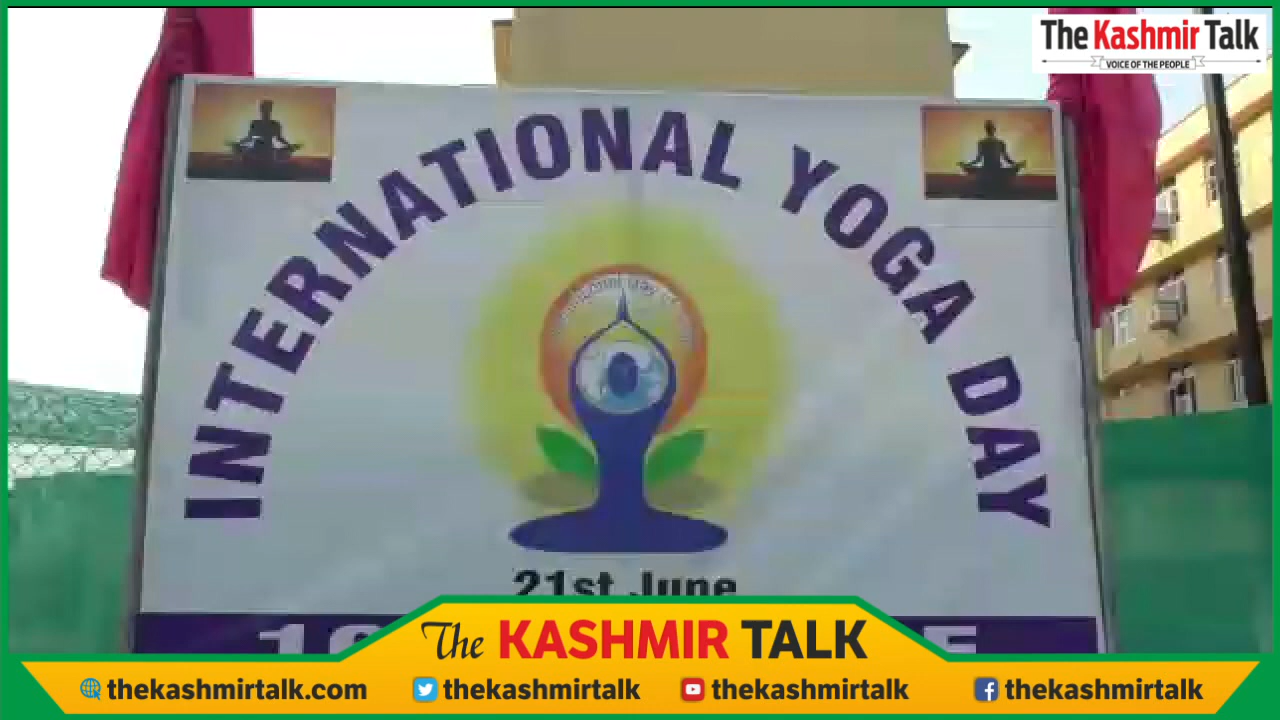 The Kashmir Talk
VOICE OF THE PEOPLE
INTERNATIONAL YOGA DAY
21st June
The KASHMIR TALK
thekashmirtalk.com
thekashmirtalk
thekashmirtalk
thekashmirtalk